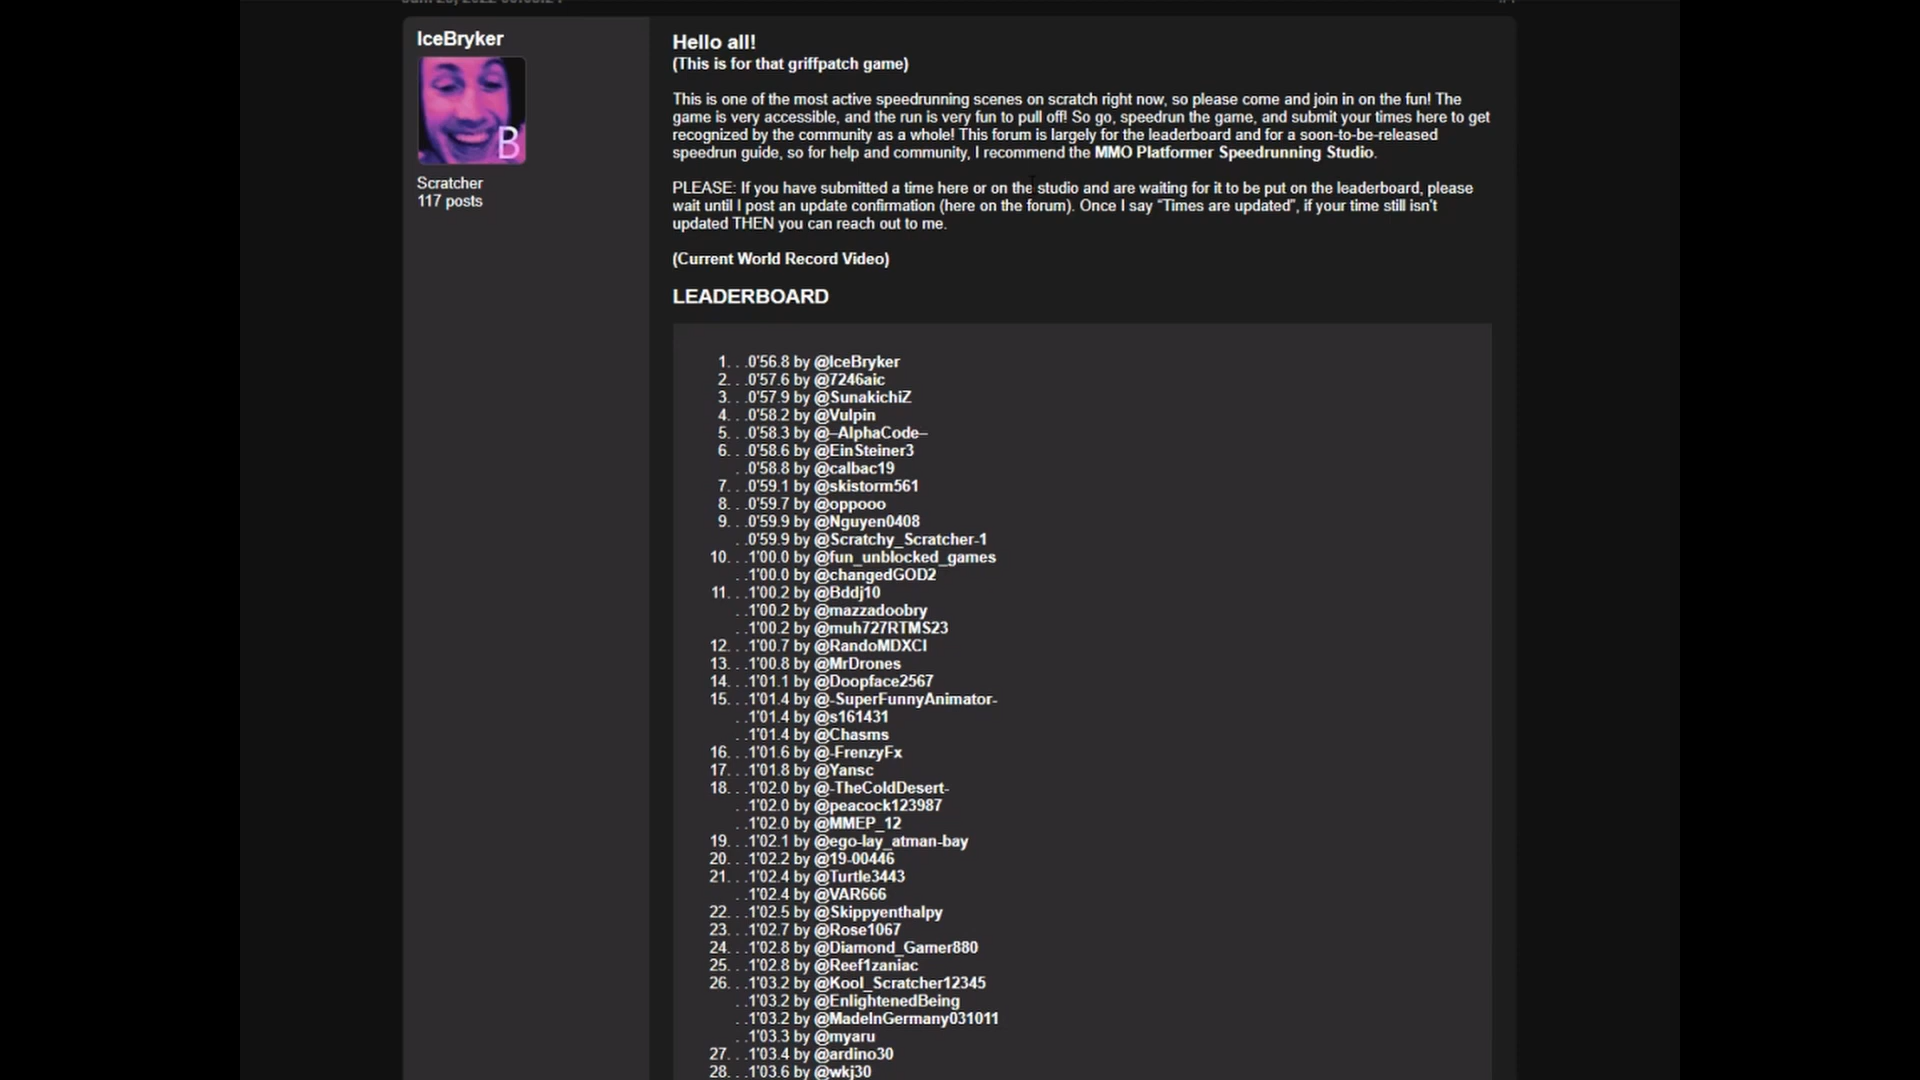 IceBryker
B
Scratcher
117 posts
Hello all!
(This is for that griffpatch game)
This is one of the most active speedrunning scenes on scratch right now, so please come and join in on the fun! The
game is very accessible, and the run is very fun to pull off! So go, speedrun the game, and submit your times here to get
recognized by the community as a whole! This forum is largely for the leaderboard and for a soon-to-be-released
speedrun guide, so for help and community, I recommend the MMO Platformer Speedrunning Studio.
PLEASE: If you have submitted a time here or on the studio and are waiting for it to be put on the leaderboard, please
wait until I post an update confirmation (here on the forum). Once I say “Times are updated”, if your time still isn't
updated THEN you can reach out to me.
(Current World Record Video)
LEADERBOARD
1. . .0'56.8 by @IceBryker
2. . .0'57.6 by @7246aic
3. . .0'57.9 by @SunakichiZ
4. . .0'58.2 by @Vulpin
5. . .0'58.3 by @–AlphaCode–
6. . .0'58.6 by @EinSteiner3
. .0'58.8 by @calbac19
7. . .0'59.1 by @skistorm561
8. . .0'59.7 by @oppooo
9. . .0'59.9 by @Nguyen0408
. .0'59.9 by @Scratchy_Scratcher-1
10. . .1'00.0 by @fun_unblocked_games
. .1'00.0 by @changedGOD2
11. . .1'00.2 by @Bddj10
. .1'00.2 by @mazzadoobry
. .1'00.2 by @muh727RTMS23
12. . .1'00.7 by @RandoMDXCI
13. . .1'00.8 by @MrDrones
14. . .1'01.1 by @Doopface2567
15. . .1'01.4 by @-SuperFunnyAnimator-
. .1'01.4 by @s161431
. .1'01.4 by @Chasms
16. . .1'01.6 by @-FrenzyFx
17. . .1'01.8 by @Yansc
18. . .1'02.0 by @-TheColdDesert-
. .1'02.0 by @peacock123987
. .1'02.0 by @MMEP_12
19. . .1'02.1 by @ego-lay_atman-bay
20. . .1'02.2 by @19-00446
21. . .1'02.4 by @Turtle3443
. .1'02.4 by @VAR666
22. . .1'02.5 by @Skippyenthalpy
23. . .1'02.7 by @Rose1067
24. . .1'02.8 by @Diamond_Gamer880
25. . .1'02.8 by @Reef1zaniac
26. . .1'03.2 by @Kool_Scratcher12345
. .1'03.2 by @EnlightenedBeing
. .1'03.2 by @MadeInGermany031011
. .1'03.3 by @myaru
27. . .1'03.4 by @ardino30
28. . .1'03.6 by @wkj30